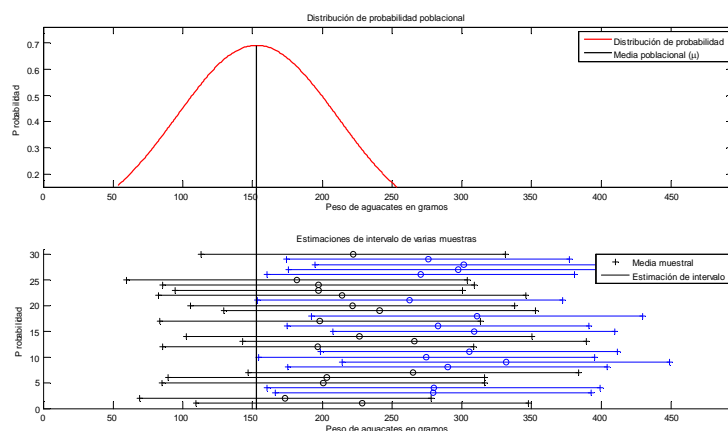 Distribución de probabilidad poblacional
Distribución de probabilidad
Media poblacional (μ)
Probabilidad
0.7
0.6
0.5
0.4
0.3
0.2
0 50 100 150 200 250 300 350 400 450
Peso de aguacates en gramos
Estimaciones de intervalo de varias muestras
Media muestral
Estimación de intervalo
Probabilidad
30
25
20
15
10
5
0
0 50 100 150 200 250 300 350 400 450
Peso de aguacates en gramos